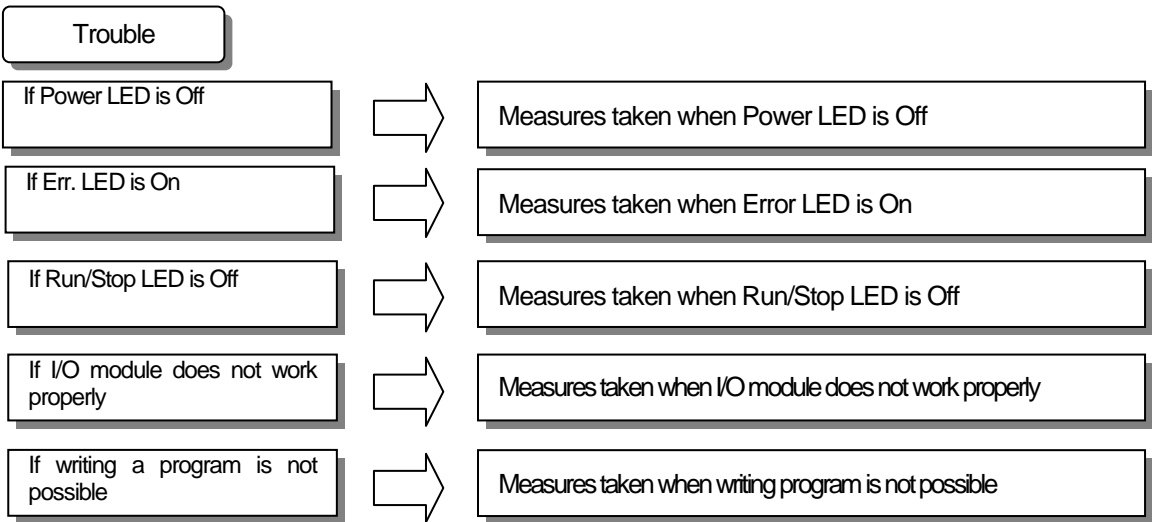 Trouble
If Power LED is Off
Measures taken when Power LED is Off
If Err. LED is On
Measures taken when Error LED is On
If Run/Stop LED is Off
Measures taken when Run/Stop LED is Off
If I/O module does not work
properly
Measures taken when I/O module does not work properly
If writing a program is not
possible
Measures taken when writing program is not possible